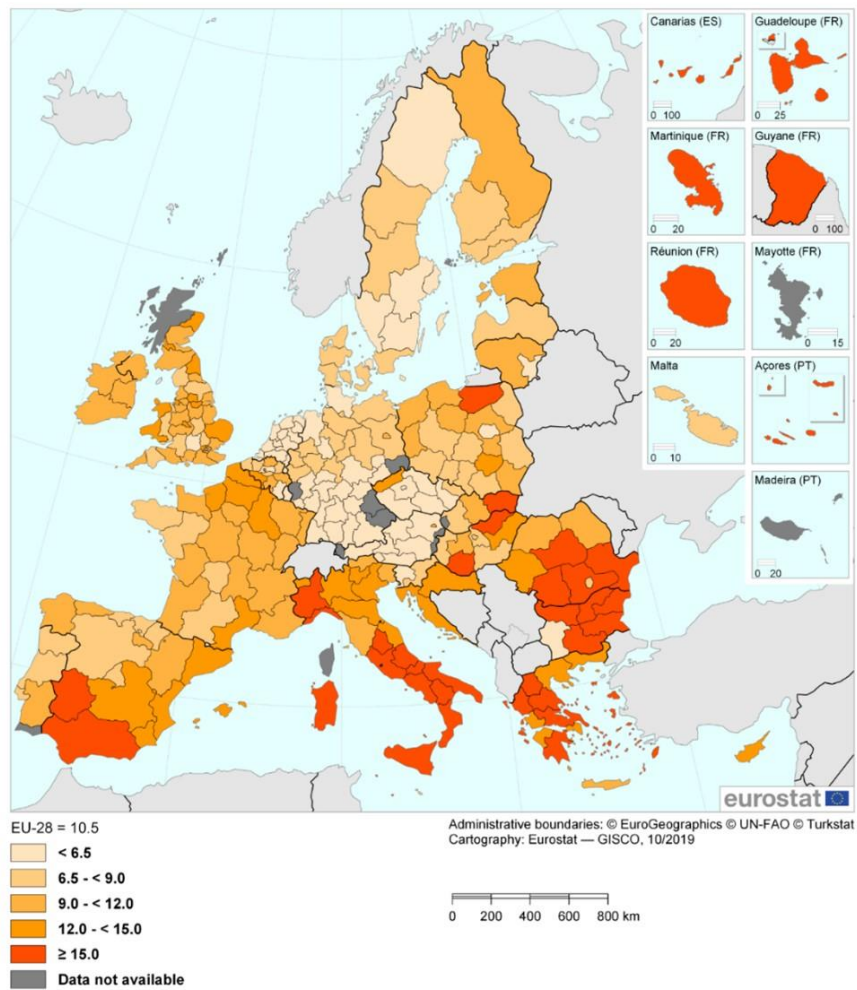 Canarias (ES)
0 100
Guadeloupe (FR)
0 25
Martinique (FR)
0 20
Guyane (FR)
0 100
Réunion (FR)
0 20
Mayotte (FR)
0 15
Malta
0 10
Açores (PT)
Madeira (PT)
0 20
eurostat
EU-28 = 10.5
< 6.5
6.5 - < 9.0
9.0 - < 12.0
12.0 - < 15.0
≥ 15.0
Data not available
Administrative boundaries: © EuroGeographics © UN-FAO © Turkstat
Cartography: Eurostat — GISCO, 10/2019
0 200 400 600 800 km